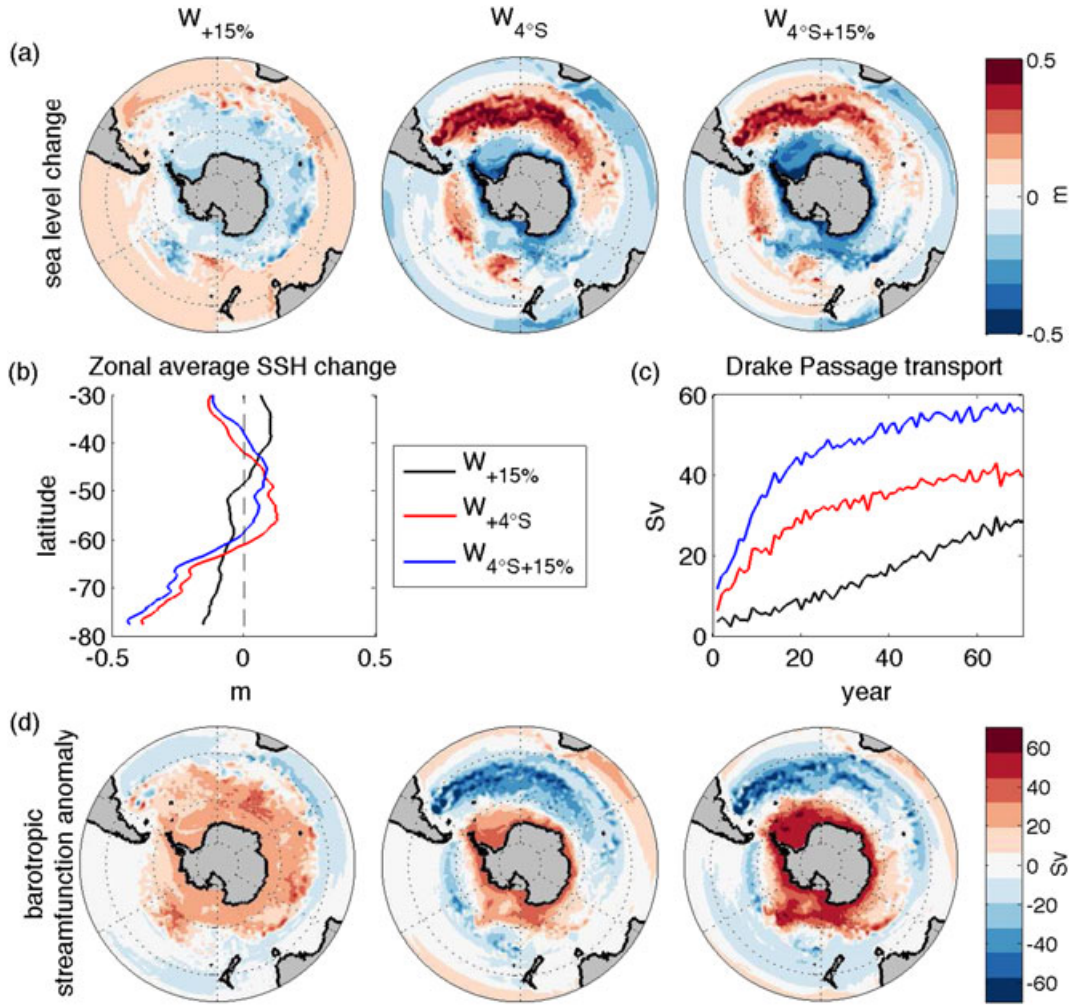 W+15%
W4°S
W4°S+15%
(a)
sea level change
0.5
0
-0.5
m
(b)
Zonal average SSH change
-30
-40
-50
-60
-70
-80
latitude
-0.5
0
0.5
m
W+15%
W+4°S
W4°S+15%
(c)
Drake Passage transport
60
40
20
0
Sv
0
20
40
60
year
(d)
barotropic
streamfunction anomaly
60
40
20
0
-20
-40
-60
Sv